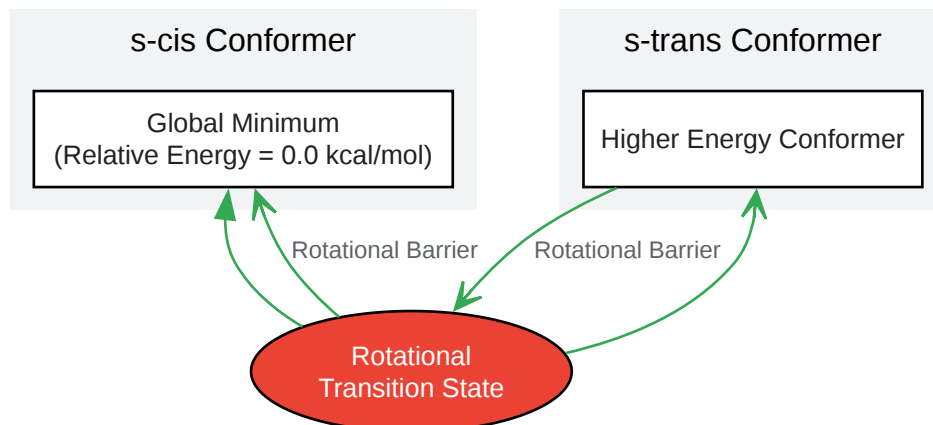 s-cis Conformer
s-trans Conformer
Global Minimum
(Relative Energy = 0.0 kcal/mol)
Higher Energy Conformer
Rotational Barrier
Rotational Barrier
Rotational
Transition State